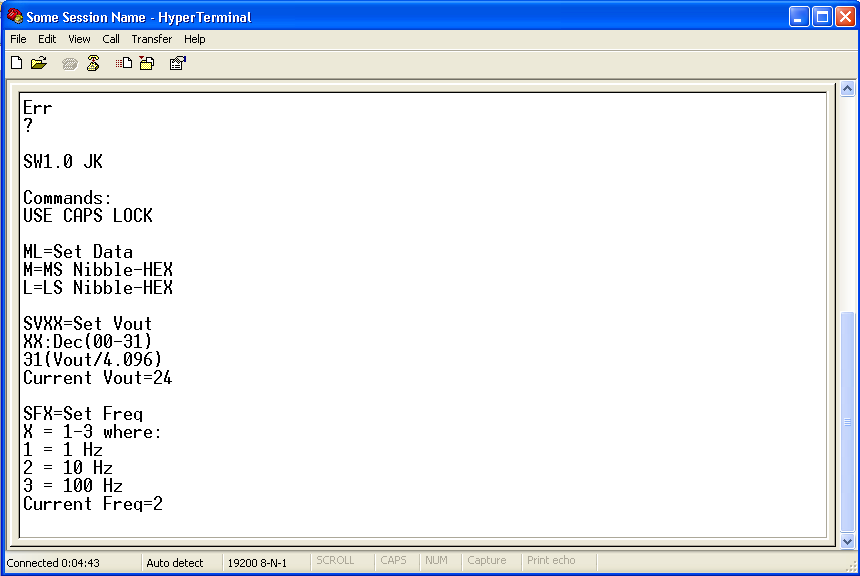 Some Session Name - HyperTerminal
File Edit View Call Transfer Help
Err
?
SW1.0 JK
Commands:
USE CAPS LOCK
ML=Set Data
M=MS Nibble-HEX
L=LS Nibble-HEX
SVXX=Set Vout
XX:Dec(00-31)
31(Vout/4.096)
Current Vout=24
SFX=Set Freq
X = 1-3 where:
1 = 1 Hz
2 = 10 Hz
3 = 100 Hz
Current Freq=2
Connected 0:04:43 Auto detect 19200 8-N-1 SCROLL CAPS NUM Capture Print echo